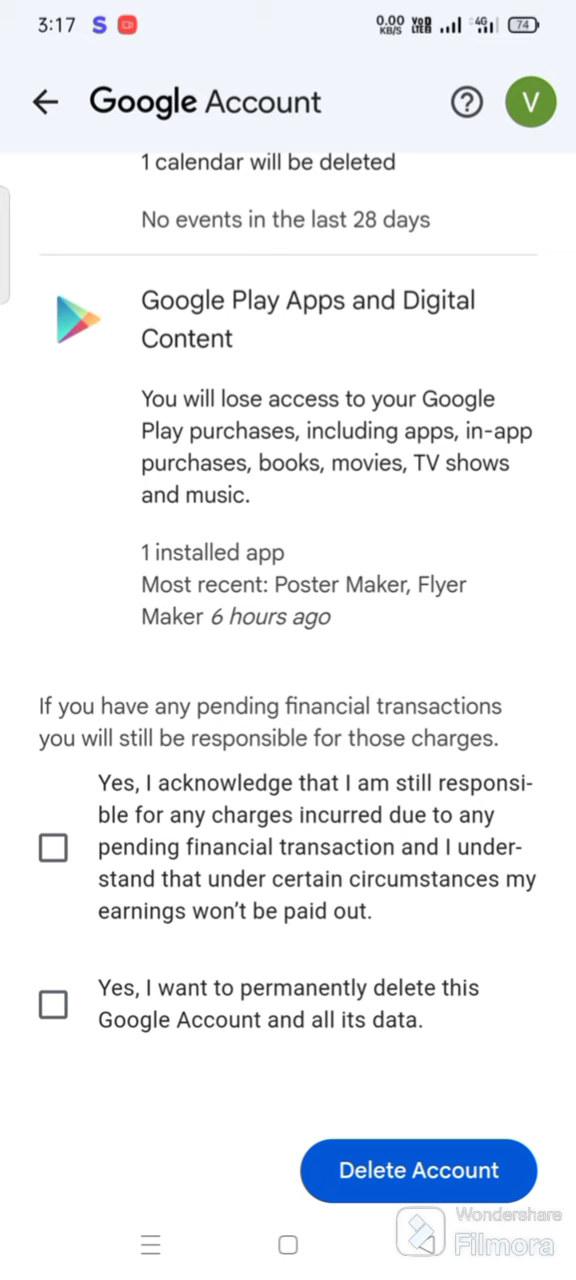 3:17 S 0.00 KB/S VoD LTE 4G 74
Google Account V
1 calendar will be deleted
No events in the last 28 days
Google Play Apps and Digital
Content
You will lose access to your Google
Play purchases, including apps, in-app
purchases, books, movies, TV shows
and music.
1 installed app
Most recent: Poster Maker, Flyer
Maker 6 hours ago
If you have any pending financial transactions
you will still be responsible for those charges.
Yes, I acknowledge that I am still responsi-
ble for any charges incurred due to any
pending financial transaction and I under-
stand that under certain circumstances my
earnings won't be paid out.
Yes, I want to permanently delete this
Google Account and all its data.
Delete Account
Wondershare
Filmora